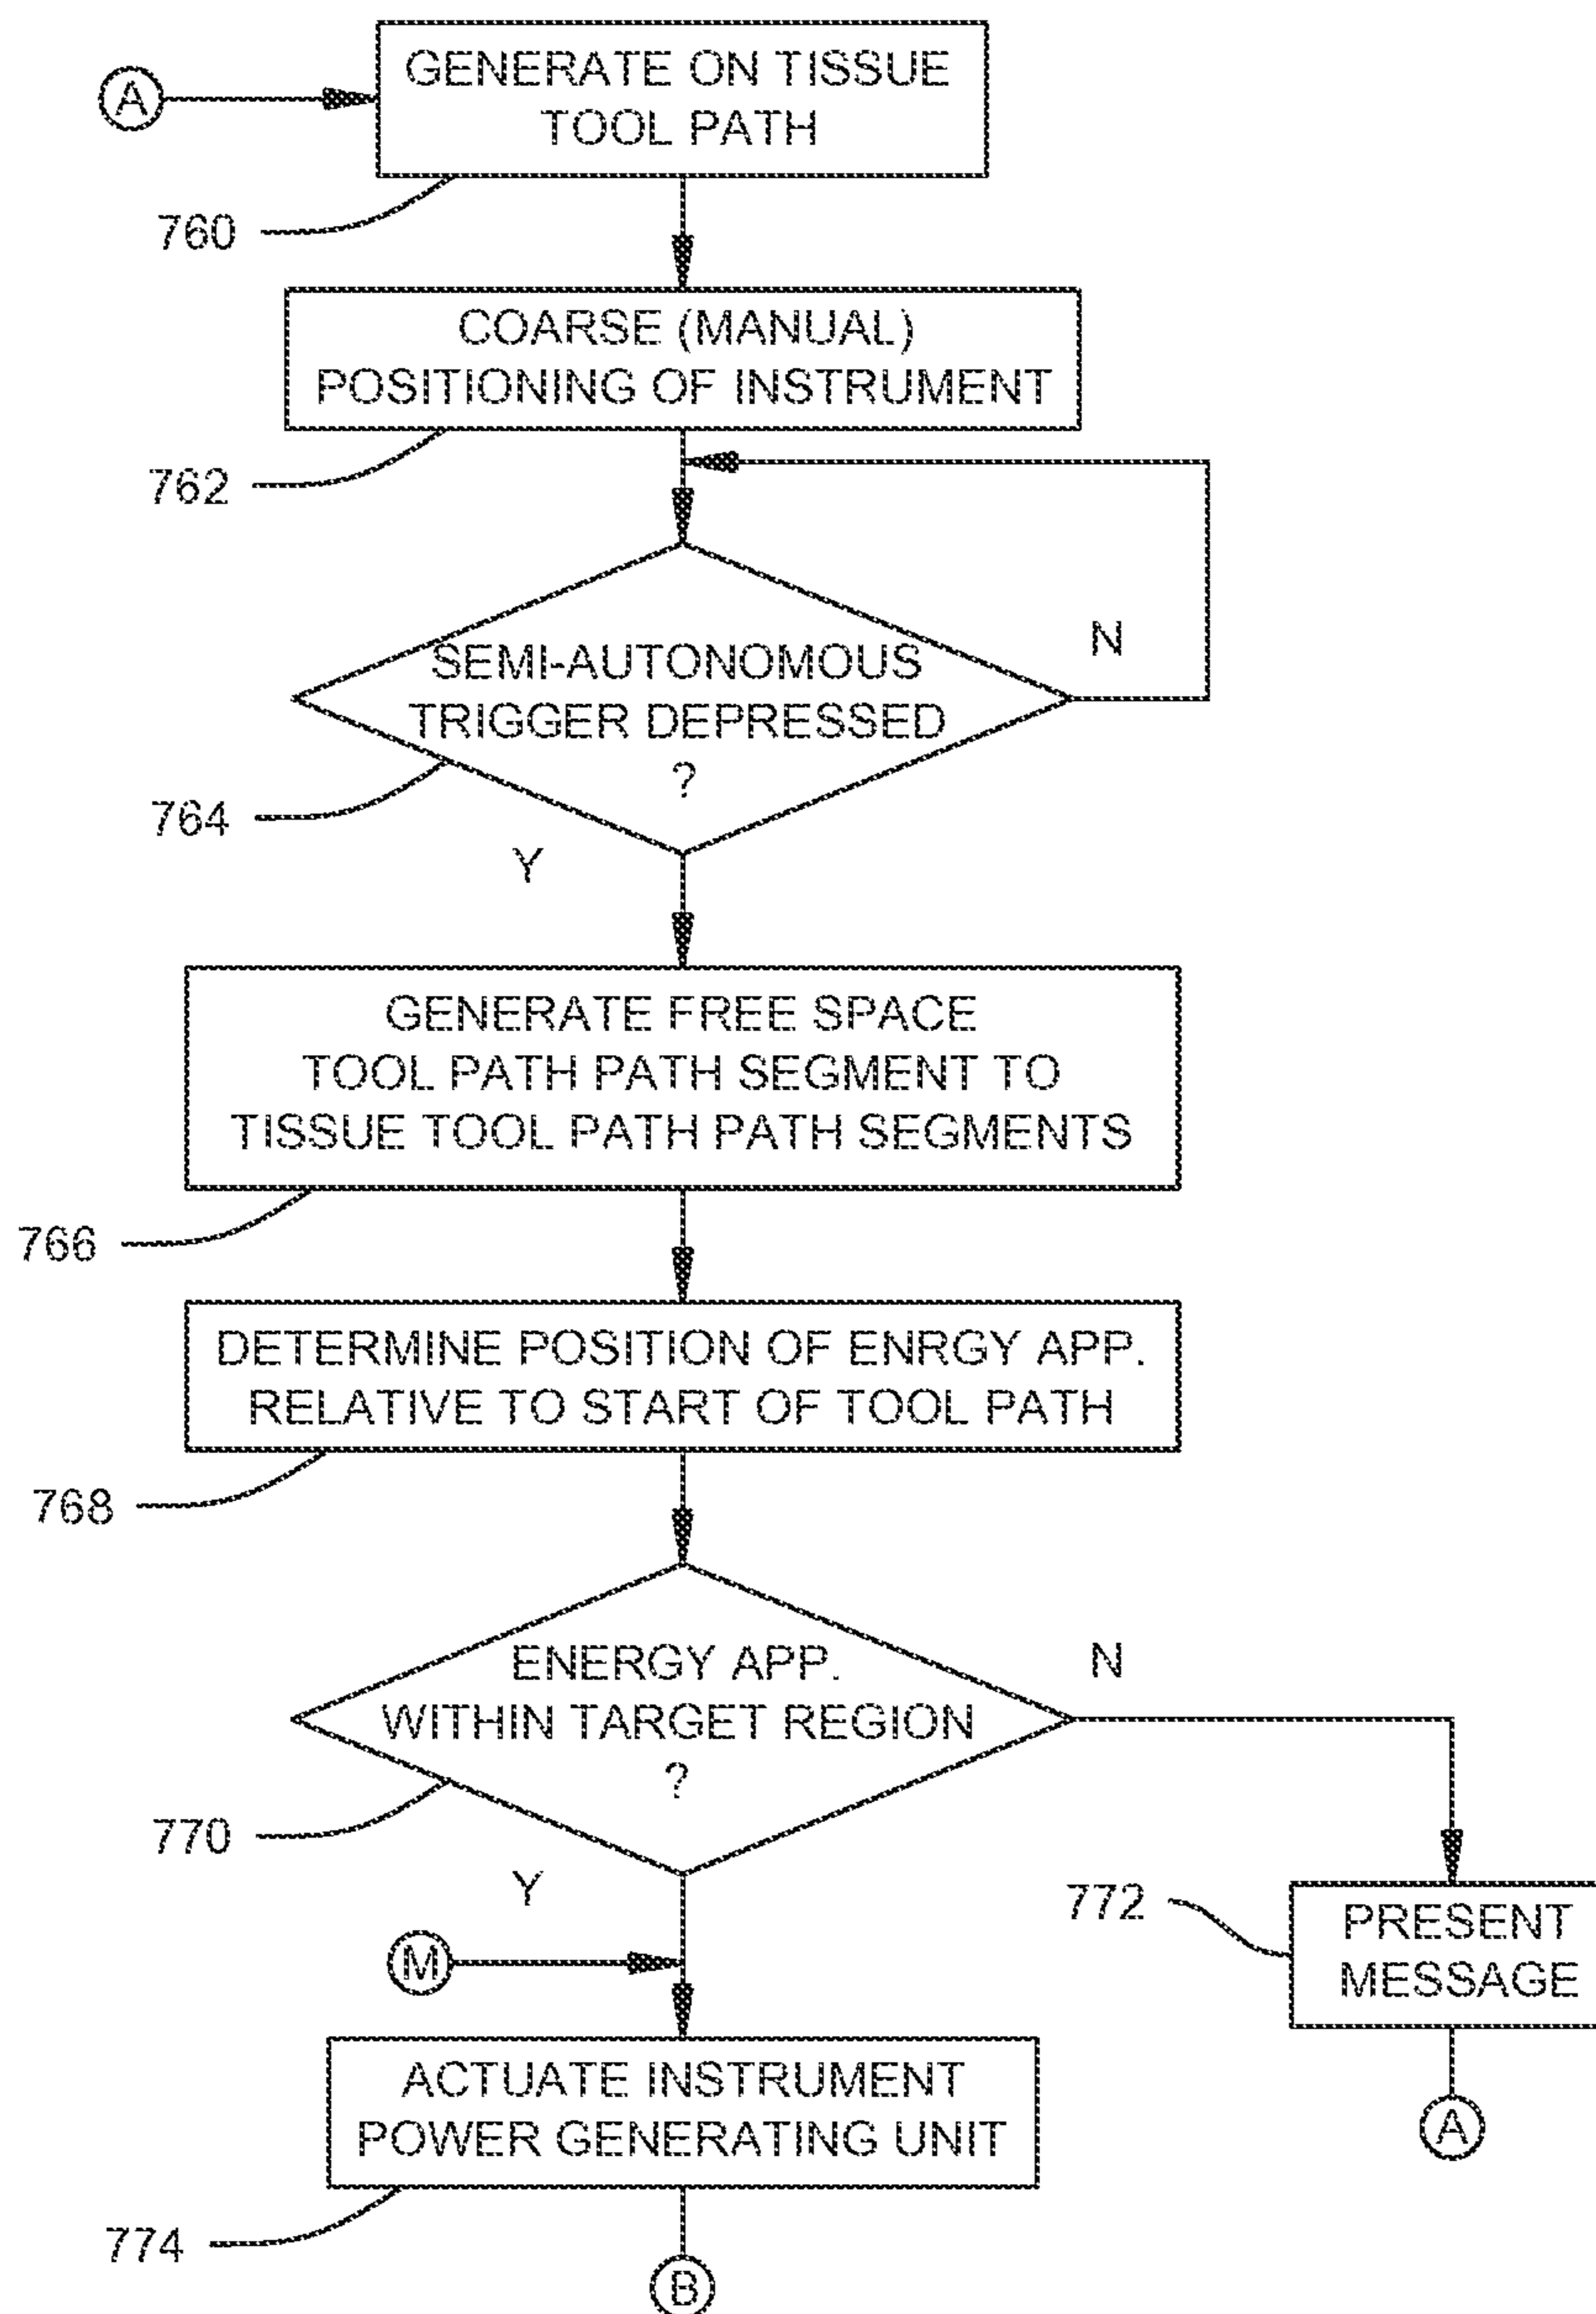 GENERATE ON TISSUE
TOOL PATH
A
760
COARSE (MANUAL)
POSITIONING OF INSTRUMENT
762
SEMI-AUTONOMOUS
TRIGGER DEPRESSED
?
N
764
Y
GENERATE FREE SPACE
TOOL PATH PATH SEGMENT TO
TISSUE TOOL PATH PATH SEGMENTS
766
DETERMINE POSITION OF ENRGY APP.
RELATIVE TO START OF TOOL PATH
768
ENERGY APP.
WITHIN TARGET REGION
?
N
770
Y
772
PRESENT
MESSAGE
M
ACTUATE INSTRUMENT
POWER GENERATING UNIT
A
774
B